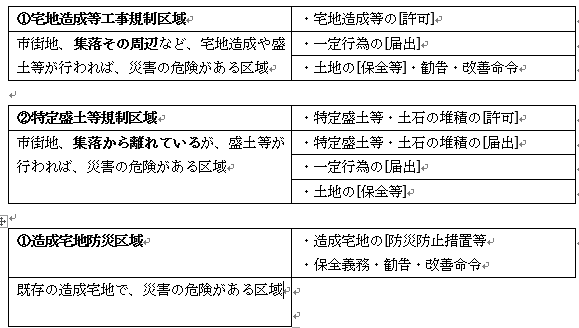 ①宅地造成等工事規制区域
・宅地造成等の[許可]
市街地、集落その周辺など、宅地造成や盛
土等が行われば、災害の危険がある区域
・一定行為の[届出]
・土地の[保全等]・勧告・改善命令
②特定盛土等規制区域
・特定盛土等・土石の堆積の[許可]
市街地、集落から離れているが、盛土等が
行われば、災害の危険がある区域
・特定盛土等・土石の堆積の[届出]
・一定行為の[届出]
・土地の[保全等]
①造成宅地防災区域
・造成宅地の[防災防止措置等
・保全義務・勧告・改善命令
既存の造成宅地で、災害の危険がある区域